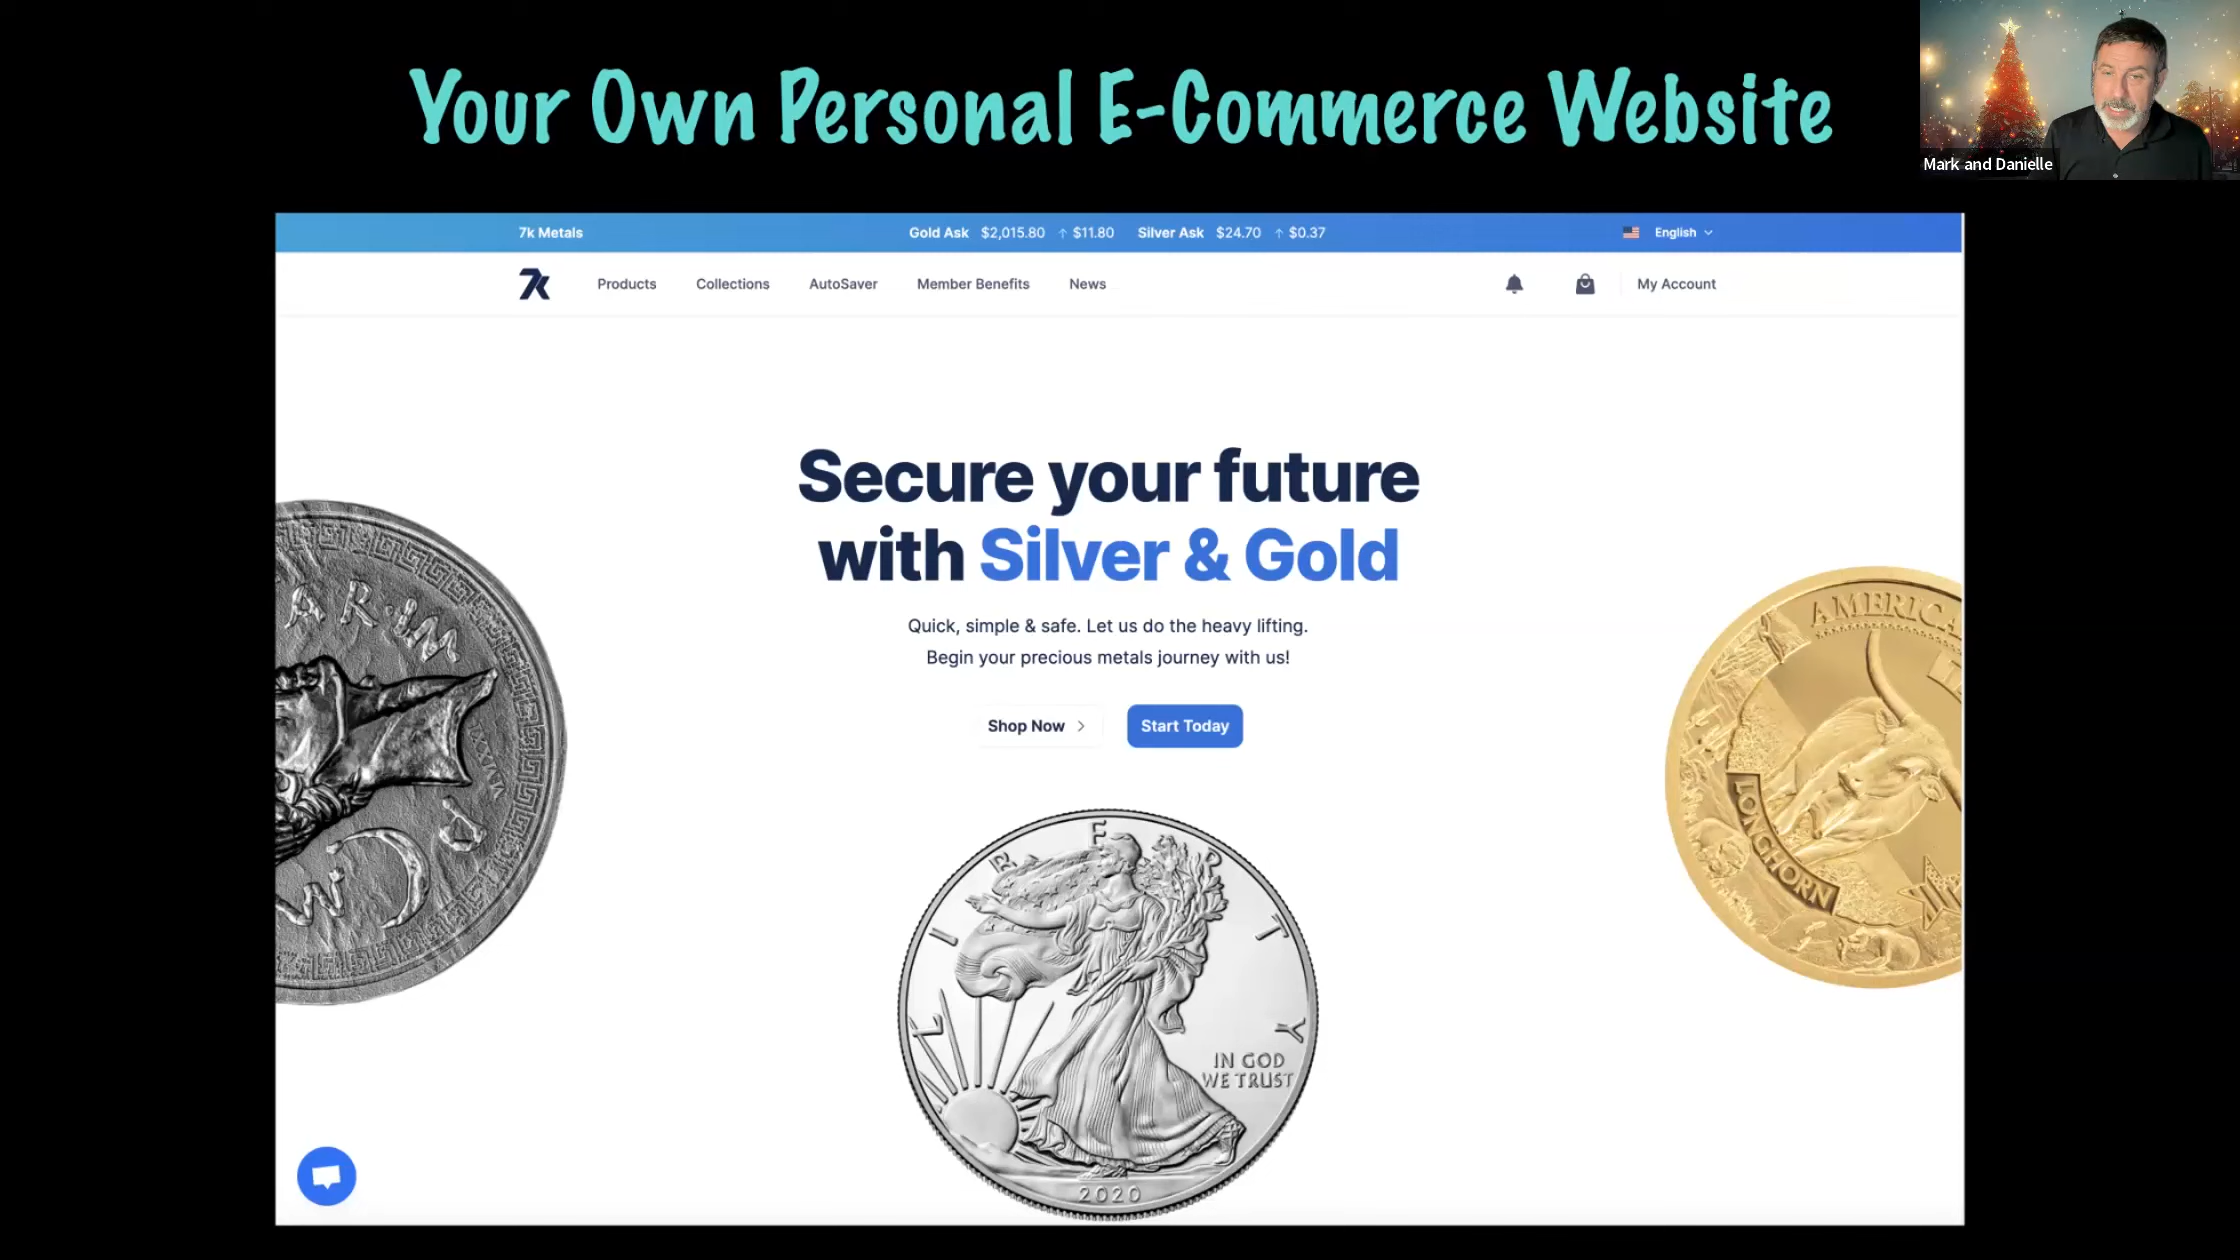 Your Own Personal E-Commerce Website
Mark and Danielle
7k Metals
Gold Ask $2,015.80 ↑ $11.80 Silver Ask $24.70 ↑ $0.37
English
7k
Products Collections AutoSaver Member Benefits News
My Account
Secure your future
with Silver & Gold
Quick, simple & safe. Let us do the heavy lifting.
Begin your precious metals journey with us!
Shop Now
Start Today
AMERICA
LONGHORN
LIBERTY
IN GOD
WE TRUST
2020